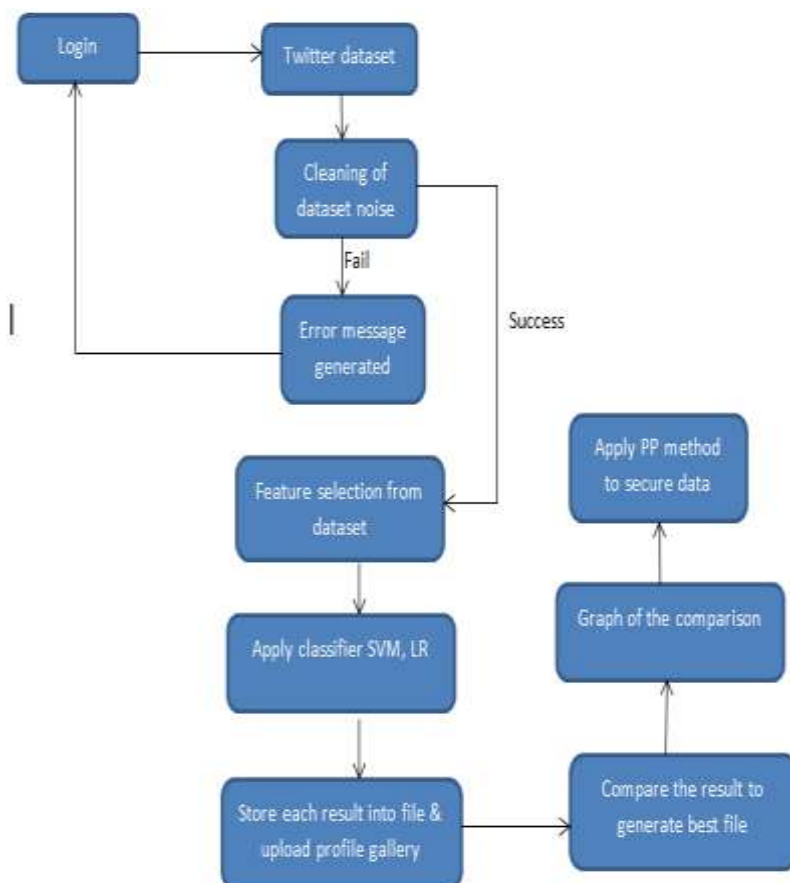 Login
Twitter dataset
Cleaning of
dataset noise
Fail
Error message
generated
Success
Feature selection from
dataset
Apply classifier SVM, LR
Store each result into file &
upload profile gallery
Compare the result to
generate best file
Graph of the comparison
Apply PP method
to secure data